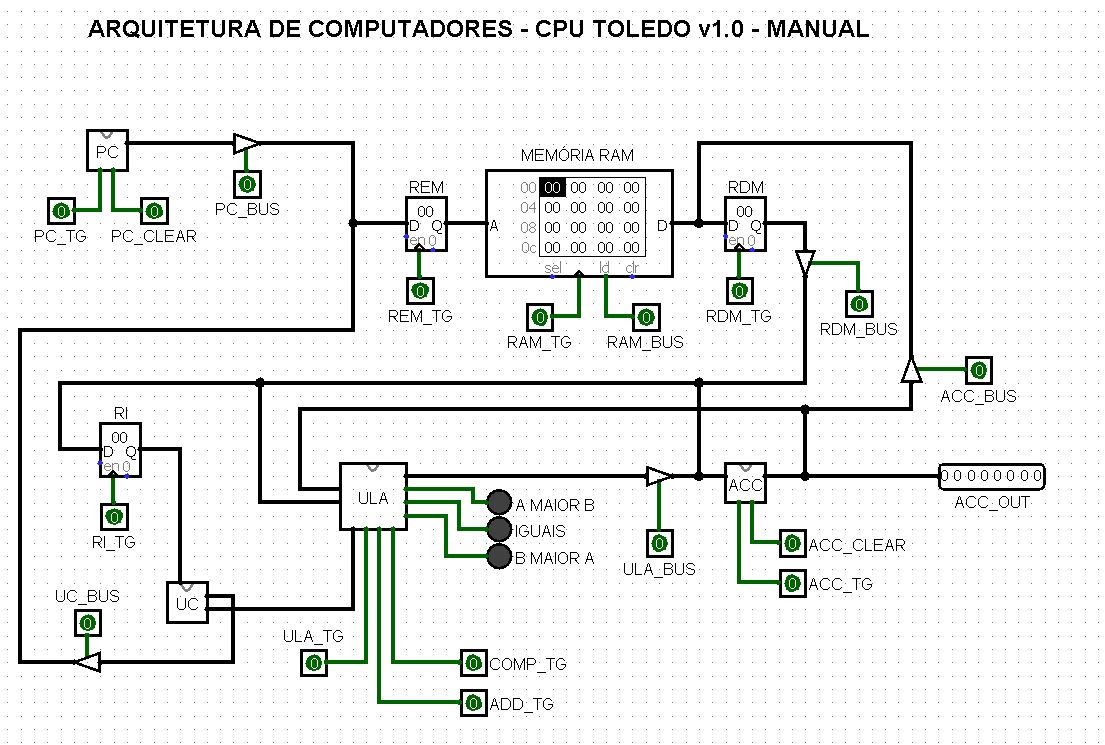 ARQUITETURA DE COMPUTADORES - CPU TOLEDO v1.0 - MANUAL
MEMÓRIA RAM
PC
0
PC_BUS
0
0
PC_TG
PC_CLEAR
REM
00
D Q
en 0
0
REM_TG
00 00 00 00 00
04 00 00 00 00
08 00 00 00 00
0c 00 00 00 00
A
D
sel ld clr
0
RAM_TG
0
RAM_BUS
RDM
00
D Q
en 0
0
RDM_TG
0
RDM_BUS
0
ACC_BUS
RI
00
D Q
en 0
0
RI_TG
ULA
A MAIOR B
IGUAIS
B MAIOR A
0
ULA_BUS
ACC
0 0 0 0 0 0 0 0
ACC_OUT
0
ACC_CLEAR
0
ACC_TG
UC_BUS
0
UC
ULA_TG
0
0
COMP_TG
0
ADD_TG